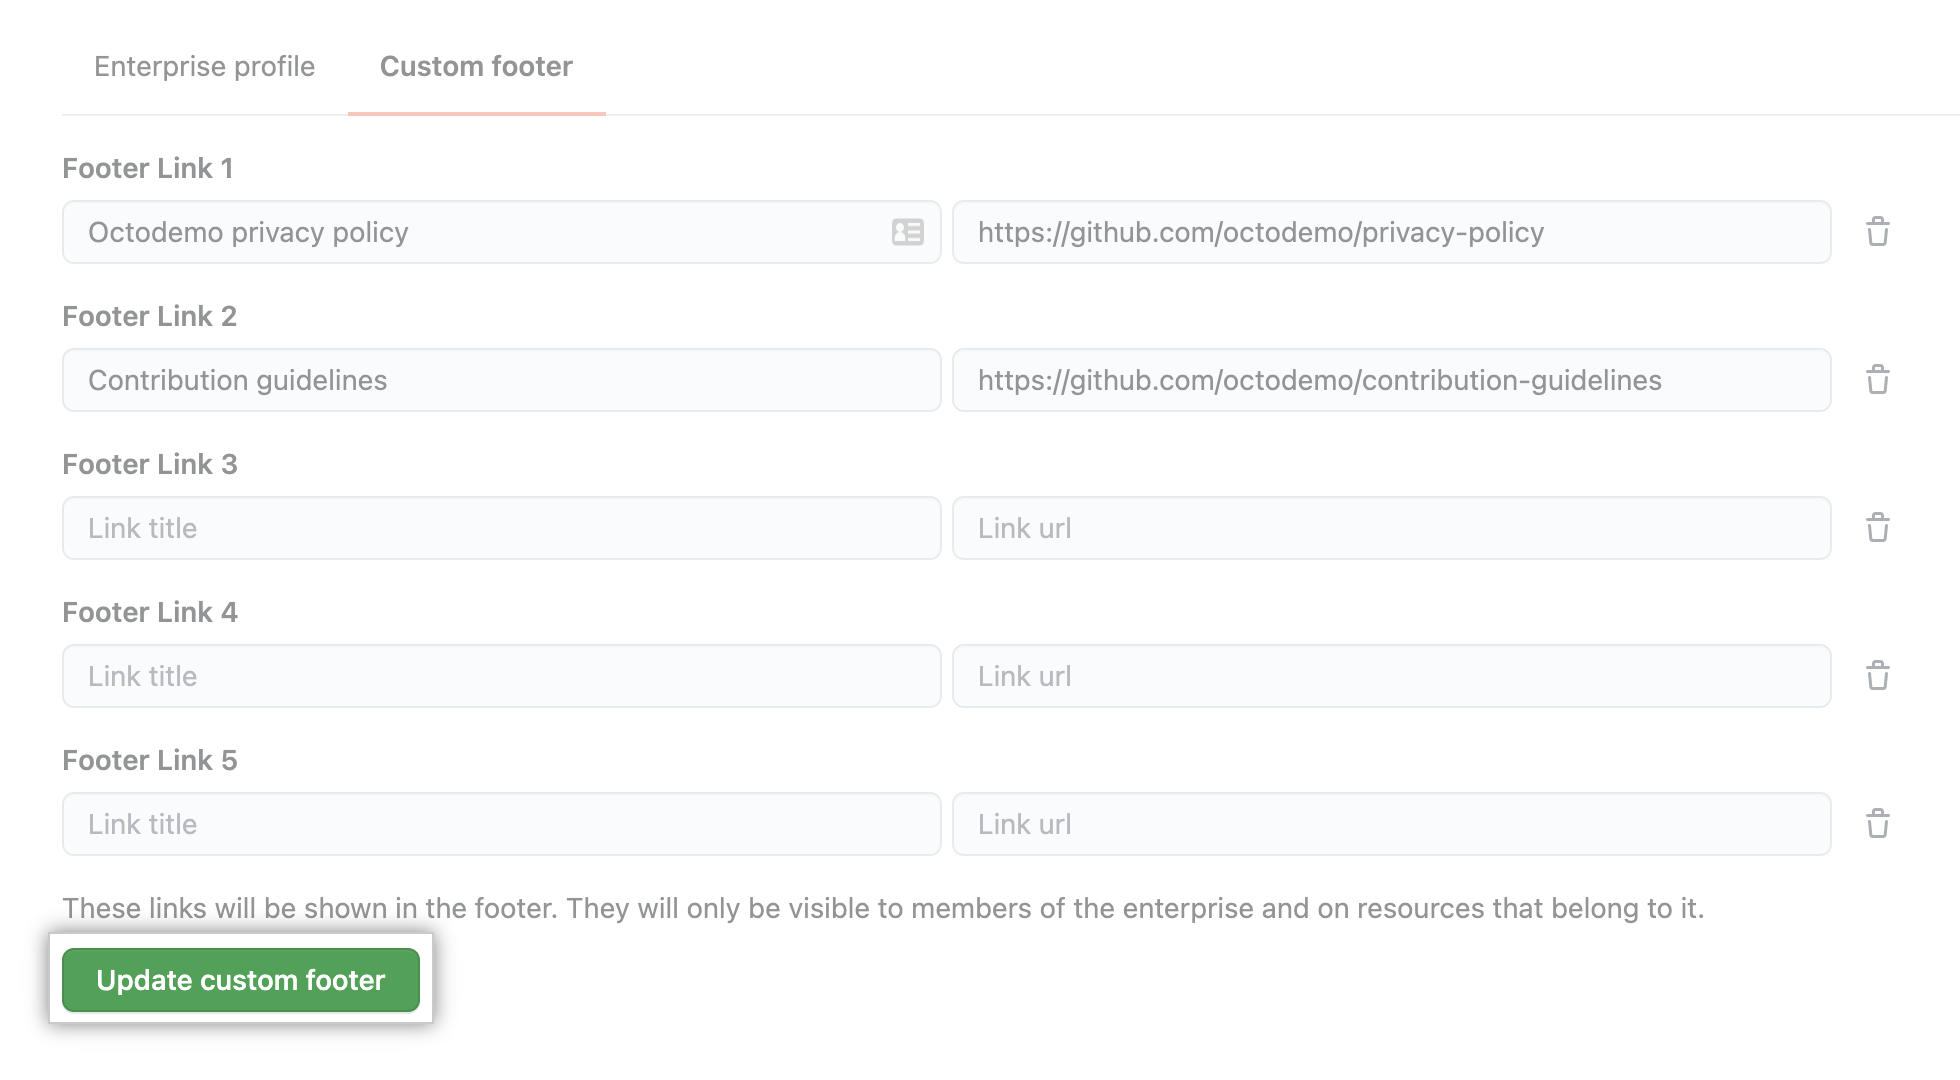 Enterprise profile Custom footer
Footer Link 1
Octodemo privacy policy https://github.com/octodemo/privacy-policy
Footer Link 2
Contribution guidelines https://github.com/octodemo/contribution-guidelines
Footer Link 3
Link title Link url
Footer Link 4
Link title Link url
Footer Link 5
Link title Link url
These links will be shown in the footer. They will only be visible to members of the enterprise and on resources that belong to it.
Update custom footer